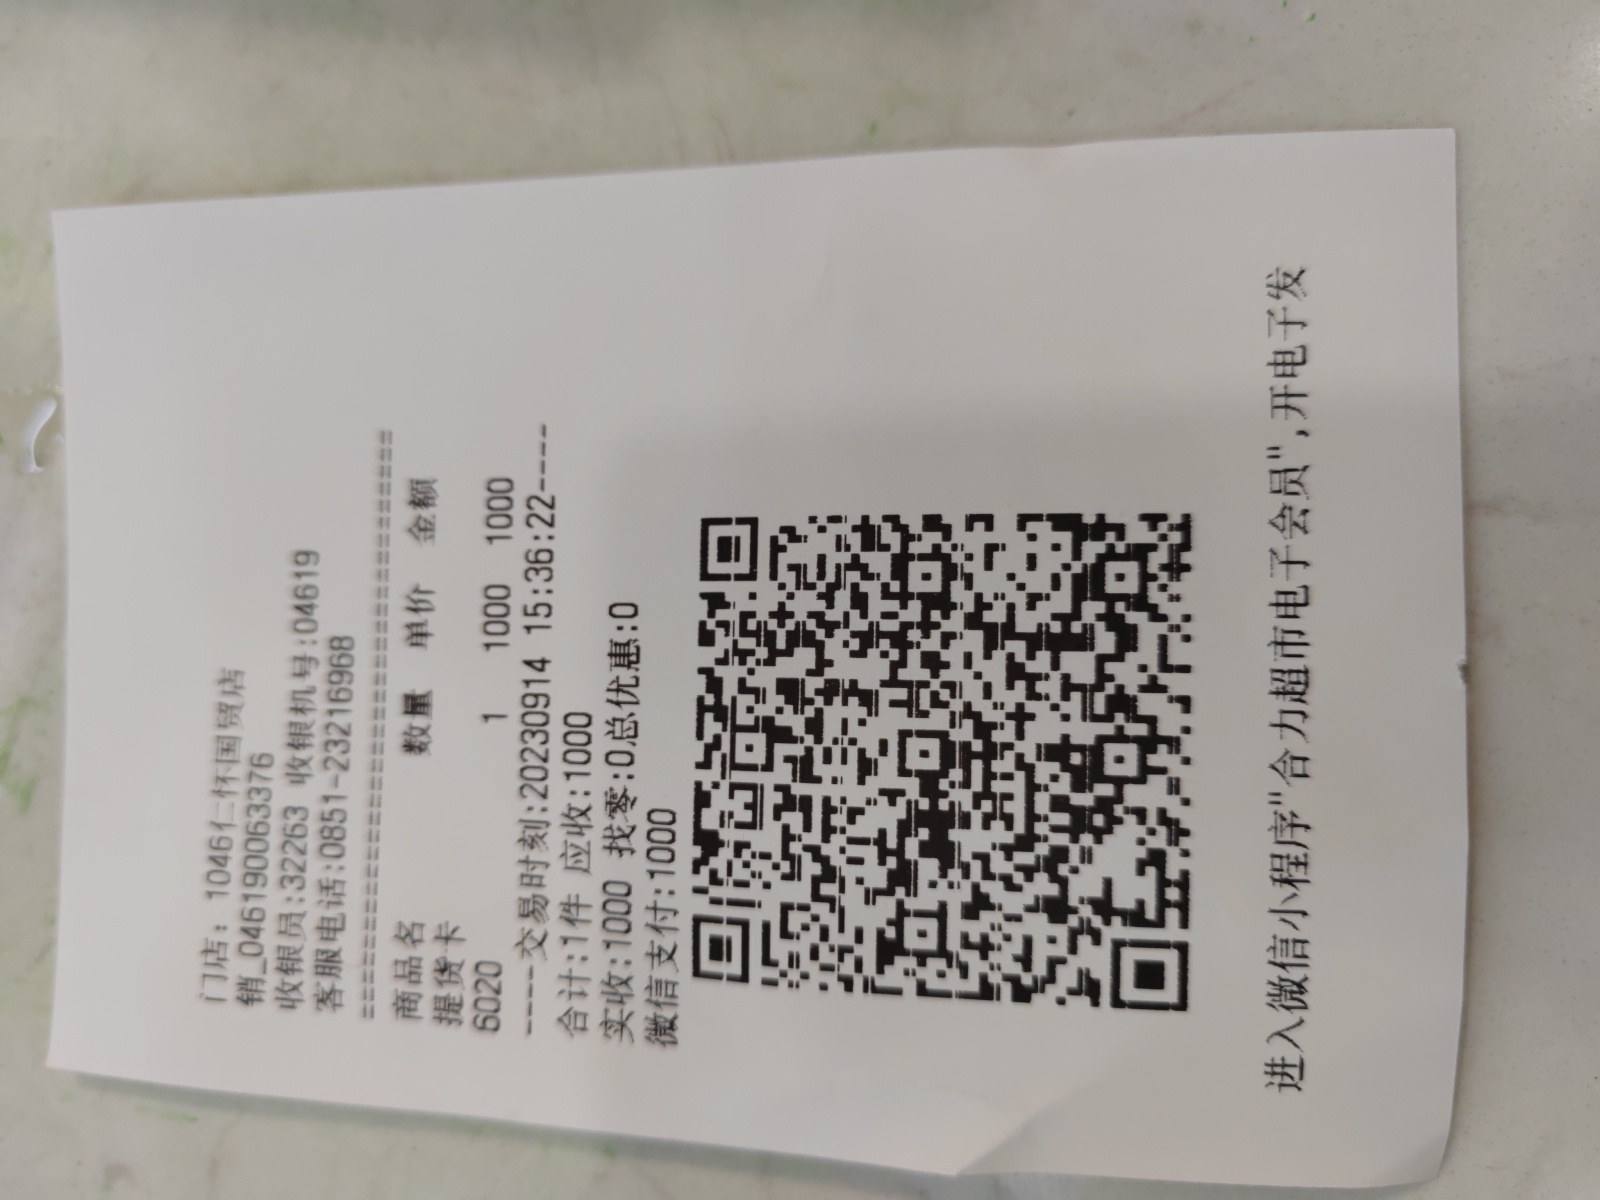 门店: 1046仁怀国贸店
销_046190063376
收银员:32263 收银机号:04619
客服电话:0851-23216968
================================
商品名 数量 单价 金额
提货卡
6020 1 1000 1000
----交易时刻:20230914 15:36:22----
合计:1件 应收:1000
实收:1000 找零:0总优惠:0
微信支付:1000
进入微信小程序"合力超市电子会员",开电子发